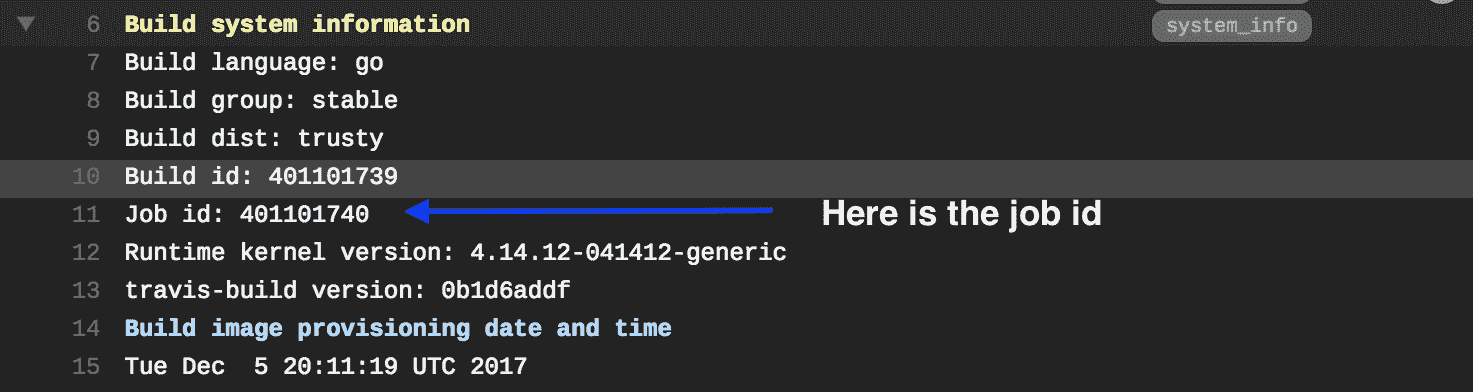 6 Build system information system_info
7 Build language: go
8 Build group: stable
9 Build dist: trusty
10 Build id: 401101739
11 Job id: 401101740 Here is the job id
12 Runtime kernel version: 4.14.12-041412-generic
13 travis-build version: 0b1d6addf
14 Build image provisioning date and time
15 Tue Dec  5 20:11:19 UTC 2017